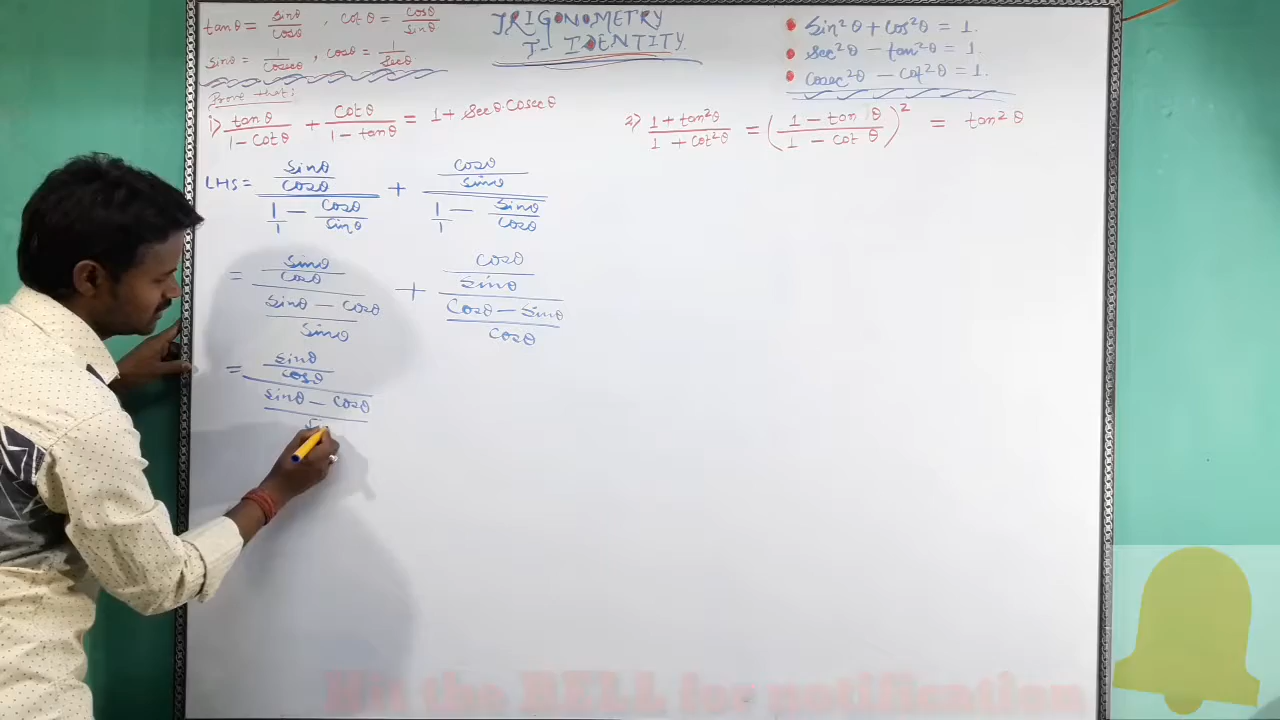 tanθ = sinθ/cosθ , cotθ = cosθ/sinθ
sinθ = 1/cosecθ , cosθ = 1/secθ
TRIGONOMETRY
T- IDENTITY
sin²θ + cos²θ = 1.
sec²θ - tan²θ = 1.
cosec²θ - cot²θ = 1.
Prove that:
1) tanθ/(1-cotθ) + cotθ/(1-tanθ) = 1 + secθ.cosecθ
LHS = (sinθ/cosθ)/(1/1 - cosθ/sinθ) + (cosθ/sinθ)/(1/1 - sinθ/cosθ)
= (sinθ/cosθ)/((sinθ - cosθ)/sinθ) + (cosθ/sinθ)/((cosθ - sinθ)/cosθ)
= (sinθ/cosθ)/((sinθ - cosθ)/
2) (1 + tan²θ)/(1 + cot²θ) = ((1 - tan θ)/(1 - cot θ))² = tan²θ
Hit the BELL for notification